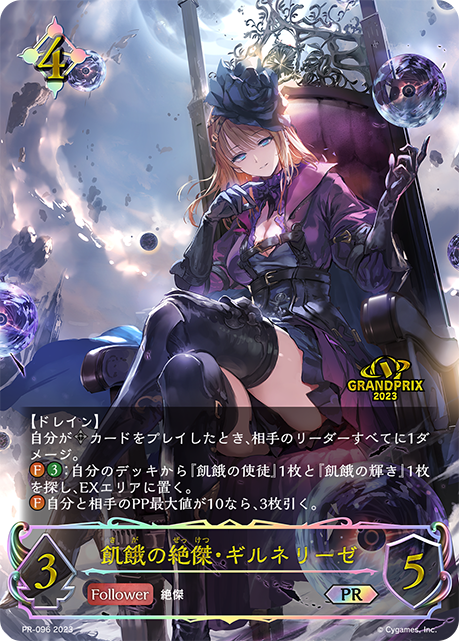 4
GRANDPRIX
2023
【ドレイン】
自分がカードをプレイしたとき、相手のリーダーすべてに1ダ
メージ。
F 3：自分のデッキから『飢餓の使徒』1枚と『飢餓の輝き』1枚
を探し、EXエリアに置く。
F 自分と相手のPP最大値が10なら、3枚引く。
きが ぜっけつ
飢餓の絶傑・ギルネリーゼ
3
5
Follower 絶傑
PR
PR-096 2023
© Cygames, Inc.